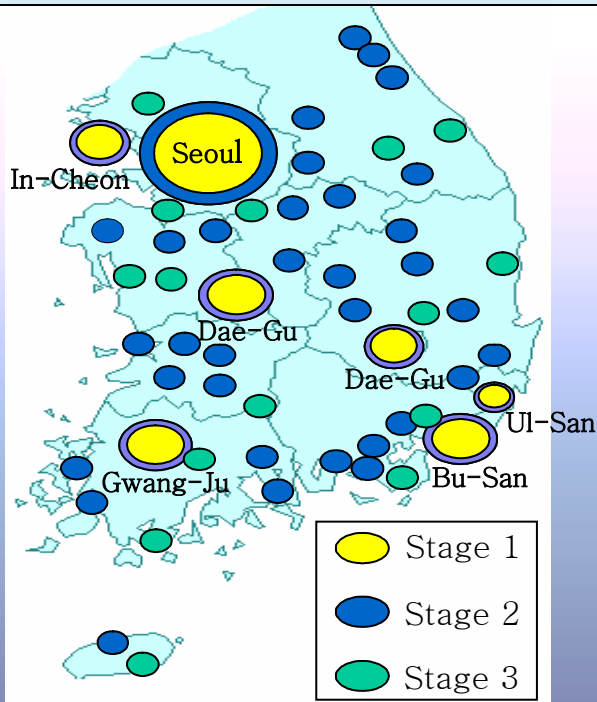 Seoul
In-Cheon
Dae-Gu
Dae-Gu
Ul-San
Gwang-Ju
Bu-San
Stage 1
Stage 2
Stage 3